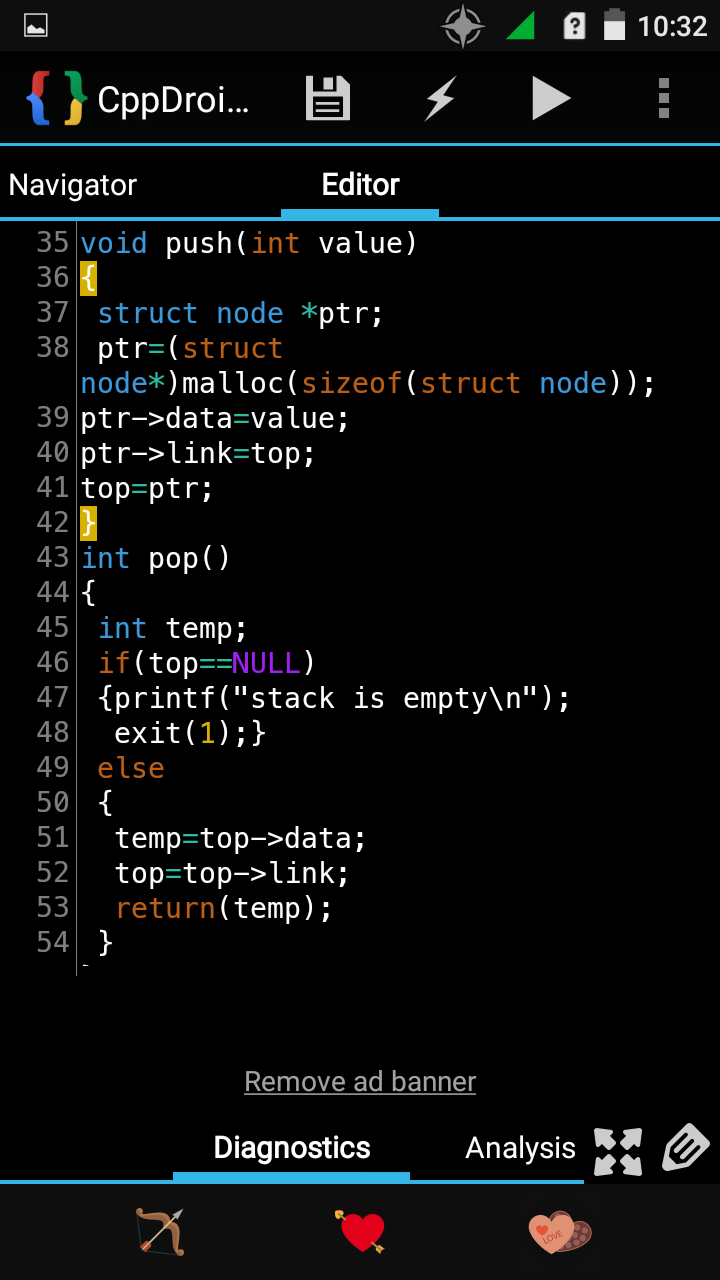 10:32
CppDroi...
Navigator
Editor
35 void push(int value)
36 {
37  struct node *ptr;
38  ptr=(struct
node*)malloc(sizeof(struct node));
39 ptr->data=value;
40 ptr->link=top;
41 top=ptr;
42 }
43 int pop()
44 {
45  int temp;
46  if(top==NULL)
47  {printf("stack is empty\n");
48   exit(1);}
49  else
50  {
51   temp=top->data;
52   top=top->link;
53   return(temp);
54  }
Remove ad banner
Diagnostics
Analysis
LOVE